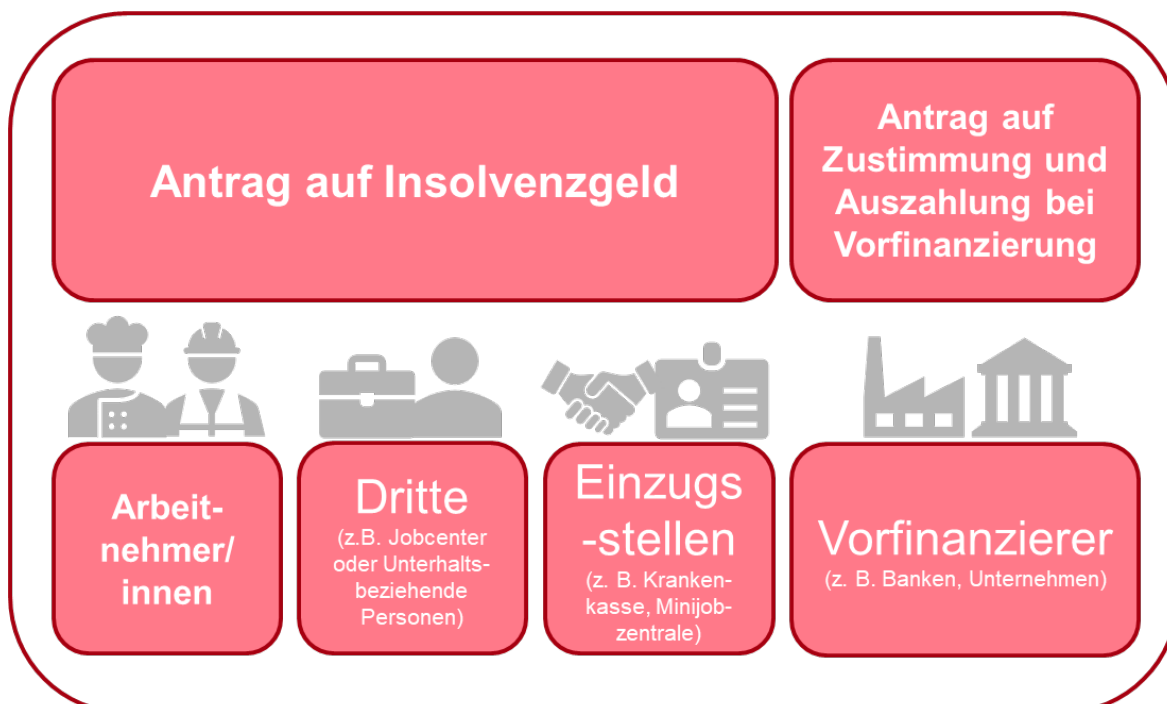 Antrag auf Insolvenzgeld
Antrag auf
Zustimmung und
Auszahlung bei
Vorfinanzierung
Arbeit-
nehmer/
innen
Dritte
(z.B. Jobcenter
oder Unterhalts-
beziehende
Personen)
Einzugs
-stellen
(z. B. Kranken-
kasse, Minijob-
zentrale)
Vorfinanzierer
(z. B. Banken, Unternehmen)